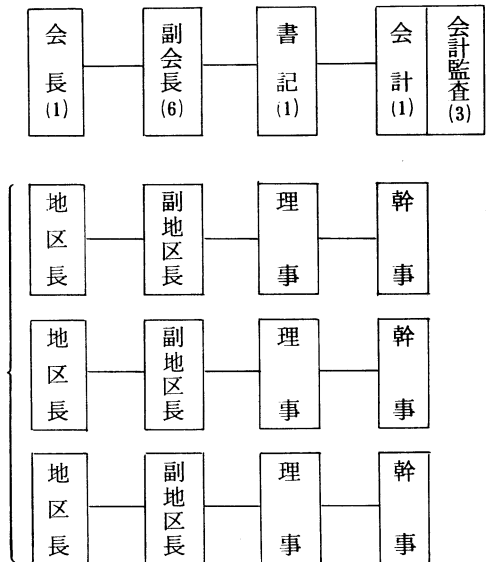 会長(1)
副会長(6)
書記(1)
会計(1)
会計監査(3)
地区長
副地区長
理事
幹事
地区長
副地区長
理事
幹事
地区長
副地区長
理事
幹事